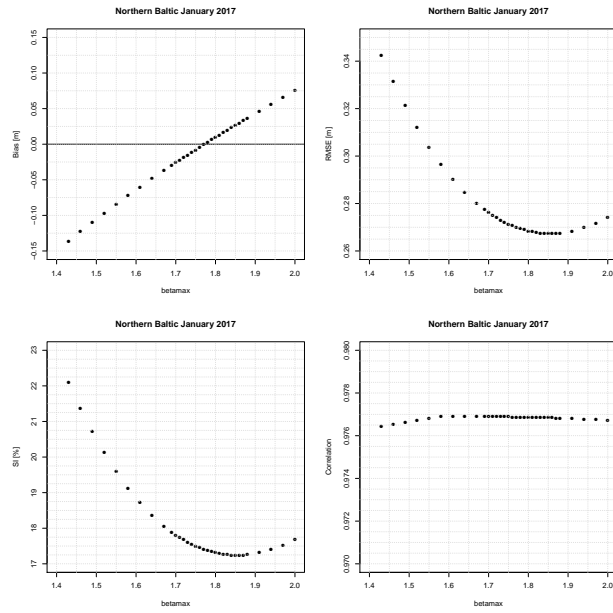 Northern Baltic January 2017
Bias [m]
0.15
0.10
0.05
0.00
−0.05
−0.10
−0.15
1.4 1.5 1.6 1.7 1.8 1.9 2.0
betamax
Northern Baltic January 2017
RMSE [m]
0.34
0.32
0.30
0.28
0.26
1.4 1.5 1.6 1.7 1.8 1.9 2.0
betamax
Northern Baltic January 2017
SI [%]
23
22
21
20
19
18
17
1.4 1.5 1.6 1.7 1.8 1.9 2.0
betamax
Northern Baltic January 2017
Correlation
0.980
0.978
0.976
0.974
0.972
0.970
1.4 1.5 1.6 1.7 1.8 1.9 2.0
betamax